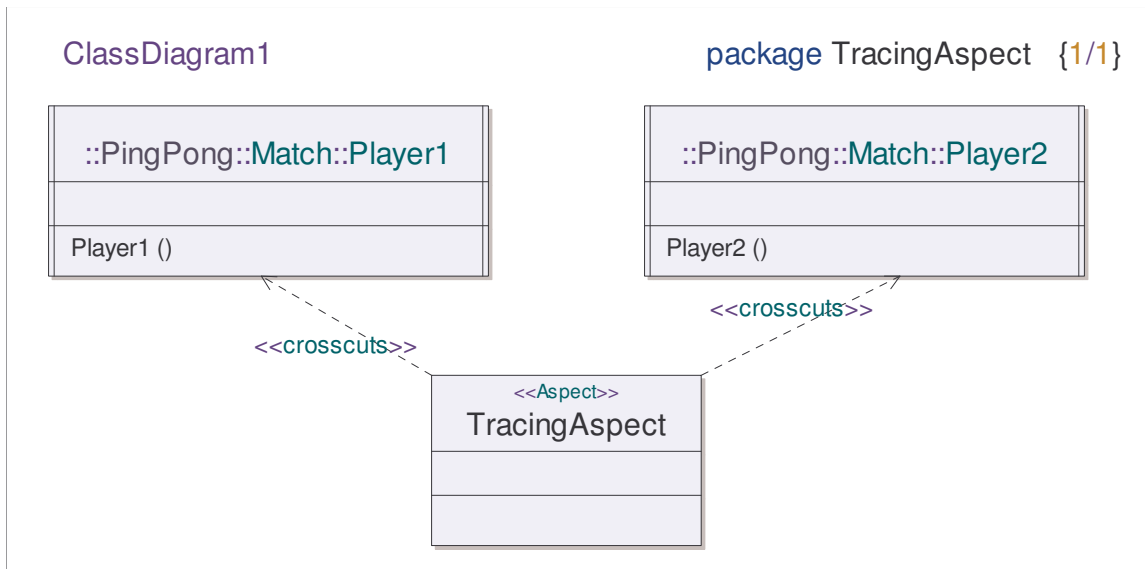 ClassDiagram1
package TracingAspect {1/1}
::PingPong::Match::Player1
Player1 ()
::PingPong::Match::Player2
Player2 ()
<<crosscuts>>
<<crosscuts>>
<<Aspect>>
TracingAspect